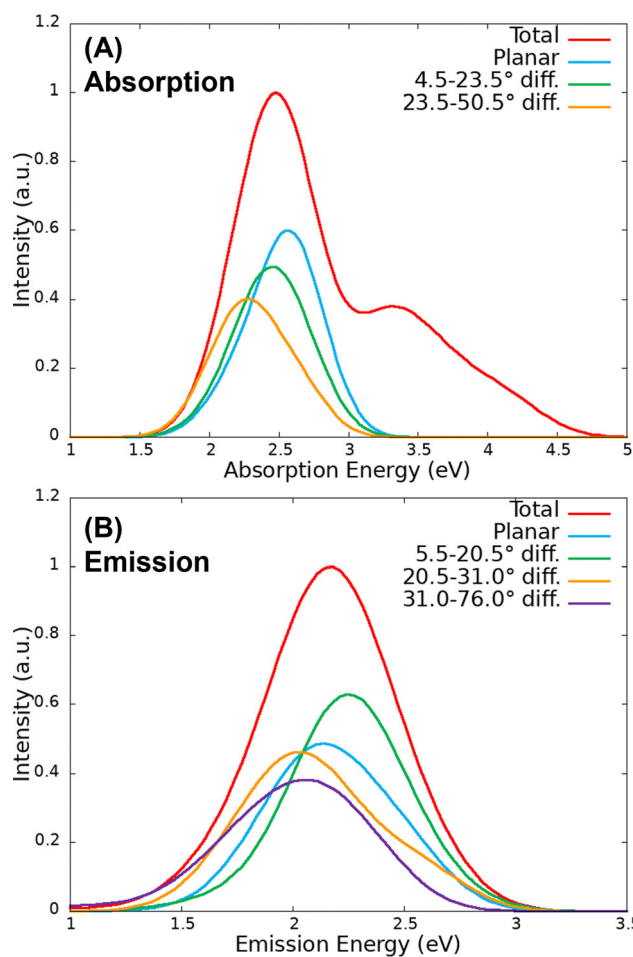 (A)
Absorption
Total
Planar
4.5-23.5° diff.
23.5-50.5° diff.
Intensity (a.u.)
1.2
1
0.8
0.6
0.4
0.2
0
1 1.5 2 2.5 3 3.5 4 4.5 5
Absorption Energy (eV)
(B)
Emission
Total
Planar
5.5-20.5° diff.
20.5-31.0° diff.
31.0-76.0° diff.
Intensity (a.u.)
1.2
1
0.8
0.6
0.4
0.2
0
1 1.5 2 2.5 3 3.5
Emission Energy (eV)